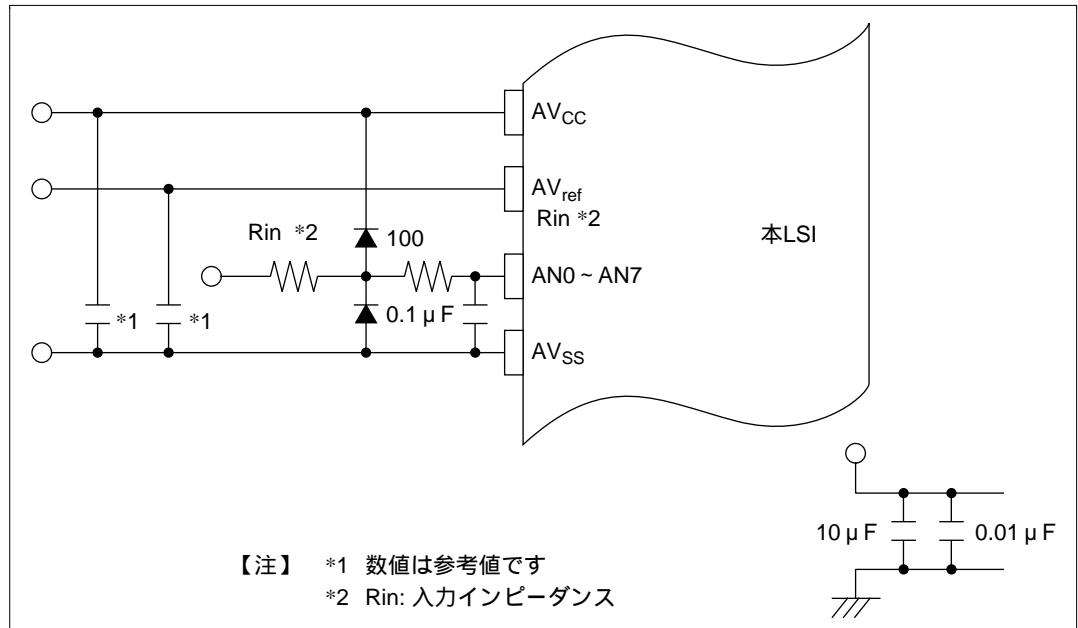 AVCC
AVref
Rin *2
本LSI
Rin *2
100
AN0 ~ AN7
*1
*1
0.1 μ F
AVSS
10 μ F
0.01 μ F
【注】 *1 数値は参考値です
*2 Rin: 入力インピーダンス